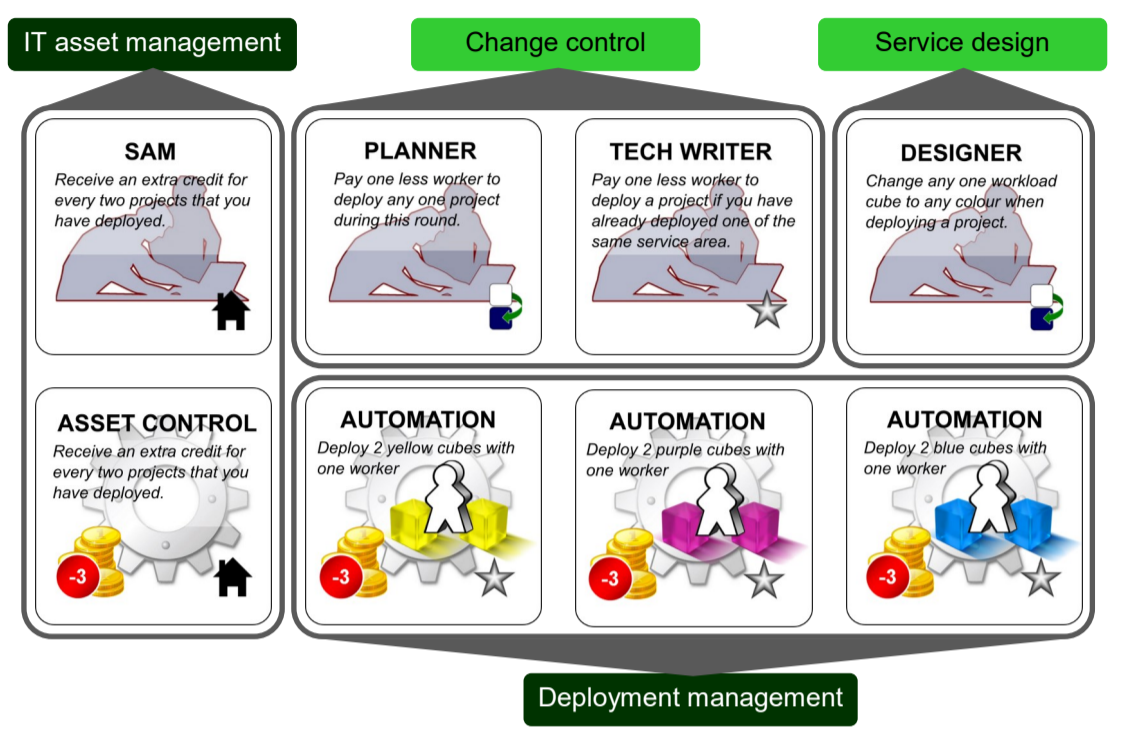 IT asset management
Change control
Service design
SAM
Receive an extra credit for
every two projects that you
have deployed.
PLANNER
Pay one less worker to
deploy any one project
during this round.
TECH WRITER
Pay one less worker to
deploy a project if you have
already deployed one of the
same service area.
DESIGNER
Change any one workload
cube to any colour when
deploying a project.
ASSET CONTROL
Receive an extra credit for
every two projects that you
have deployed.
-3
AUTOMATION
Deploy 2 yellow cubes with
one worker
-3
AUTOMATION
Deploy 2 purple cubes with
one worker
-3
AUTOMATION
Deploy 2 blue cubes with
one worker
-3
Deployment management